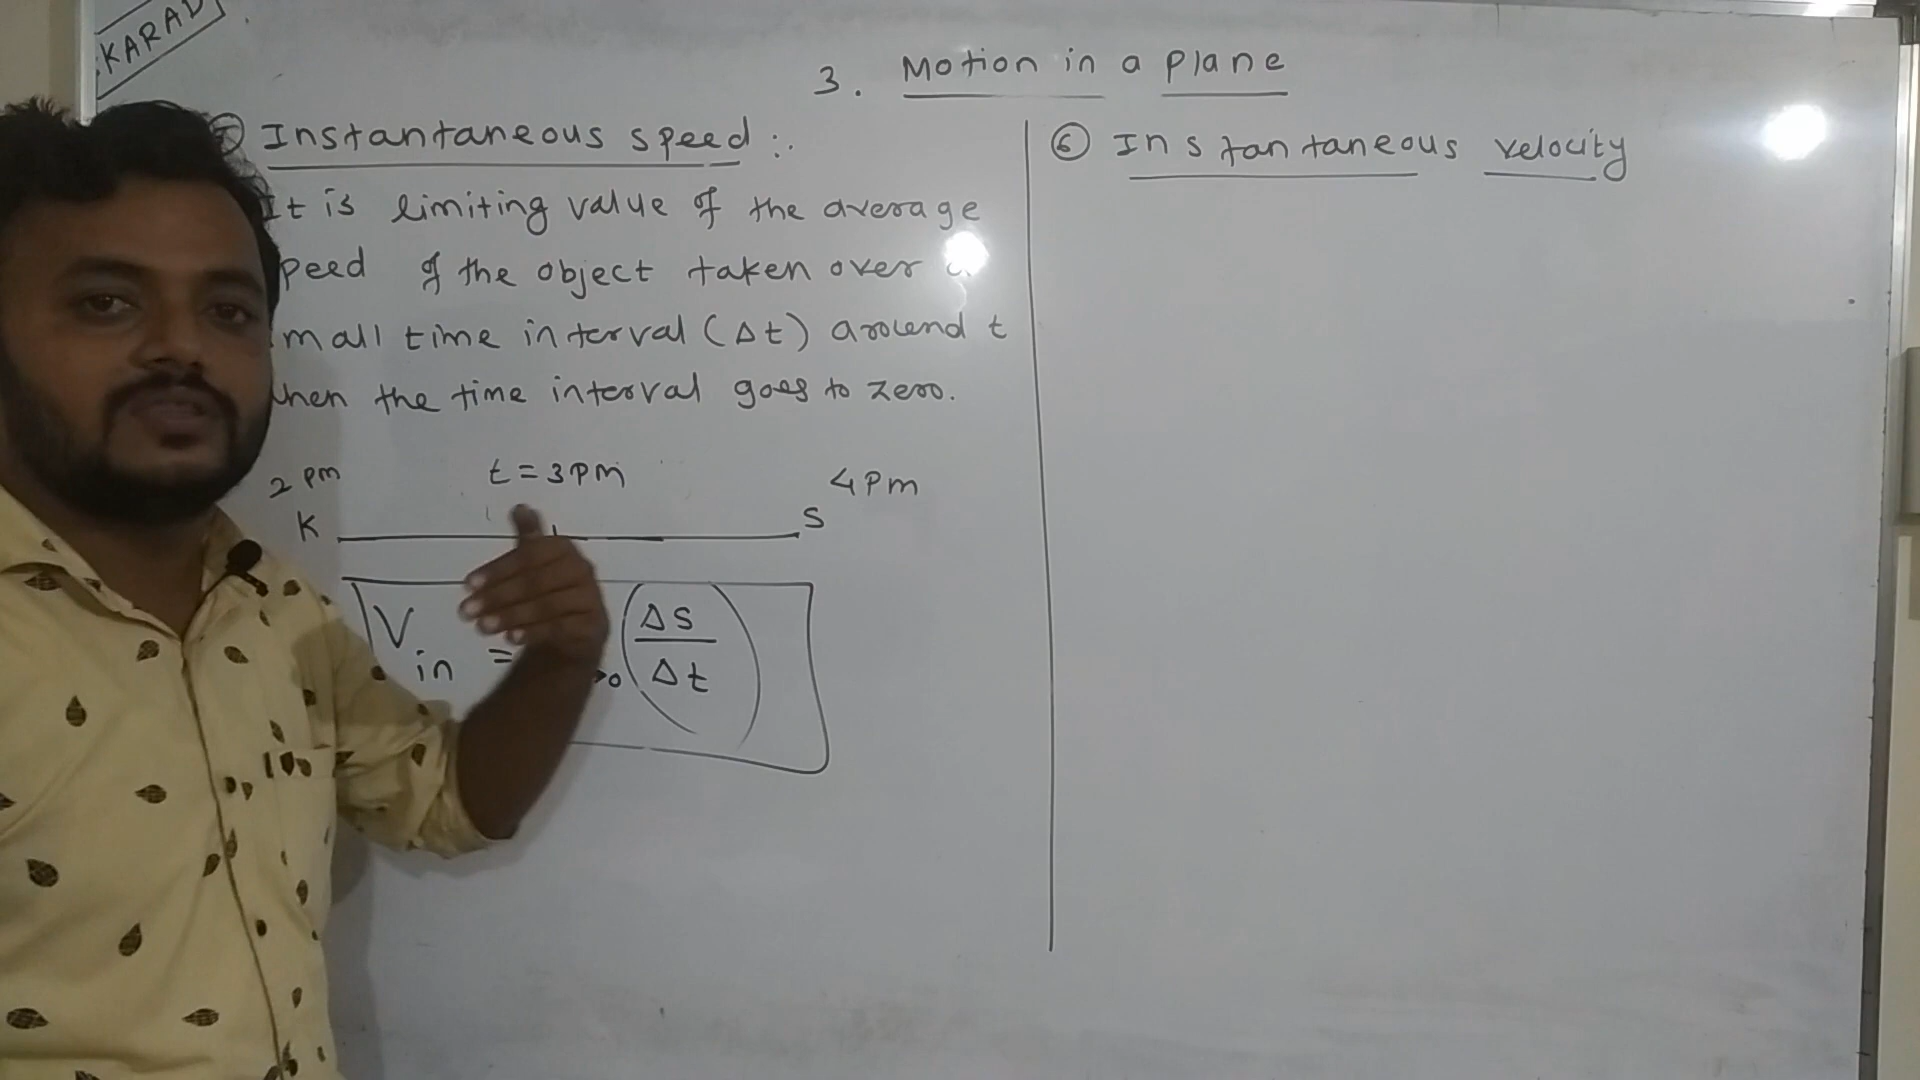 KARAD
3. Motion in a plane
Instantaneous speed :.
It is limiting value of the average
peed of the object taken over a
mall time interval (Δt) around t
when the time interval goes to zero.
2 pm t = 3 PM 4 Pm
K S
V in = →0 (ΔS / Δt)
⑥ Instantaneous velocity